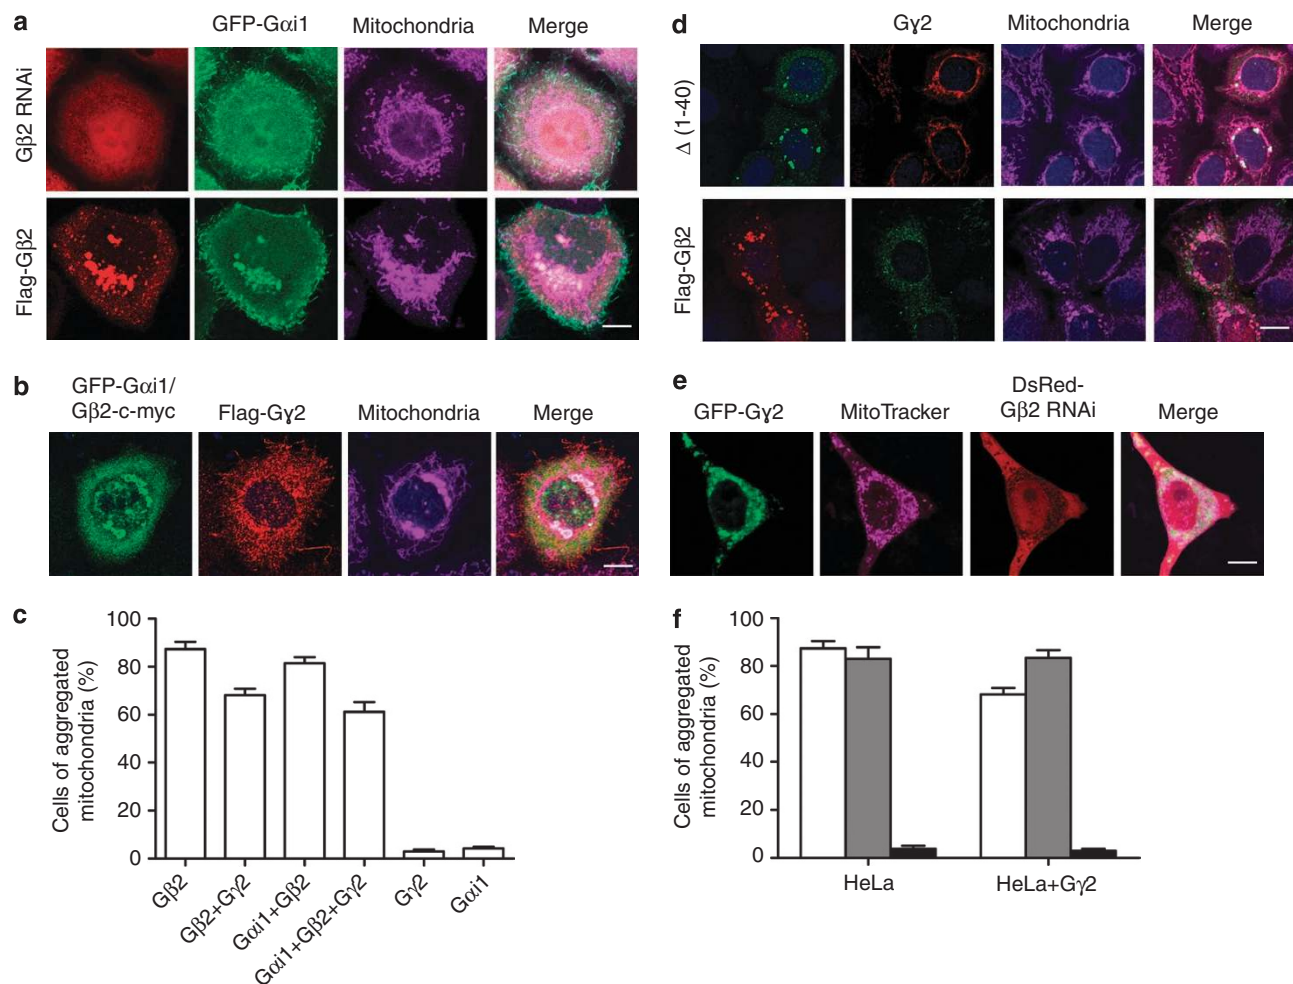 a
GFP-Gαi1
Mitochondria
Merge
Gβ2 RNAi
Flag-Gβ2
b
GFP-Gαi1/
Gβ2-c-myc
Flag-Gɣ2
Mitochondria
Merge
c
Cells of aggregated
mitochondria (%)
100
80
60
40
20
0
Gβ2
Gβ2+Gγ2
Gαi1+Gβ2
Gαi1+Gβ2+Gγ2
Gγ2
Gαi1
d
Gɣ2
Mitochondria
Merge
Δ (1-40)
Flag-Gβ2
e
GFP-Gɣ2
MitoTracker
DsRed-
Gβ2 RNAi
Merge
f
Cells of aggregated
mitochondria (%)
100
80
60
40
20
0
HeLa
HeLa+Gγ2